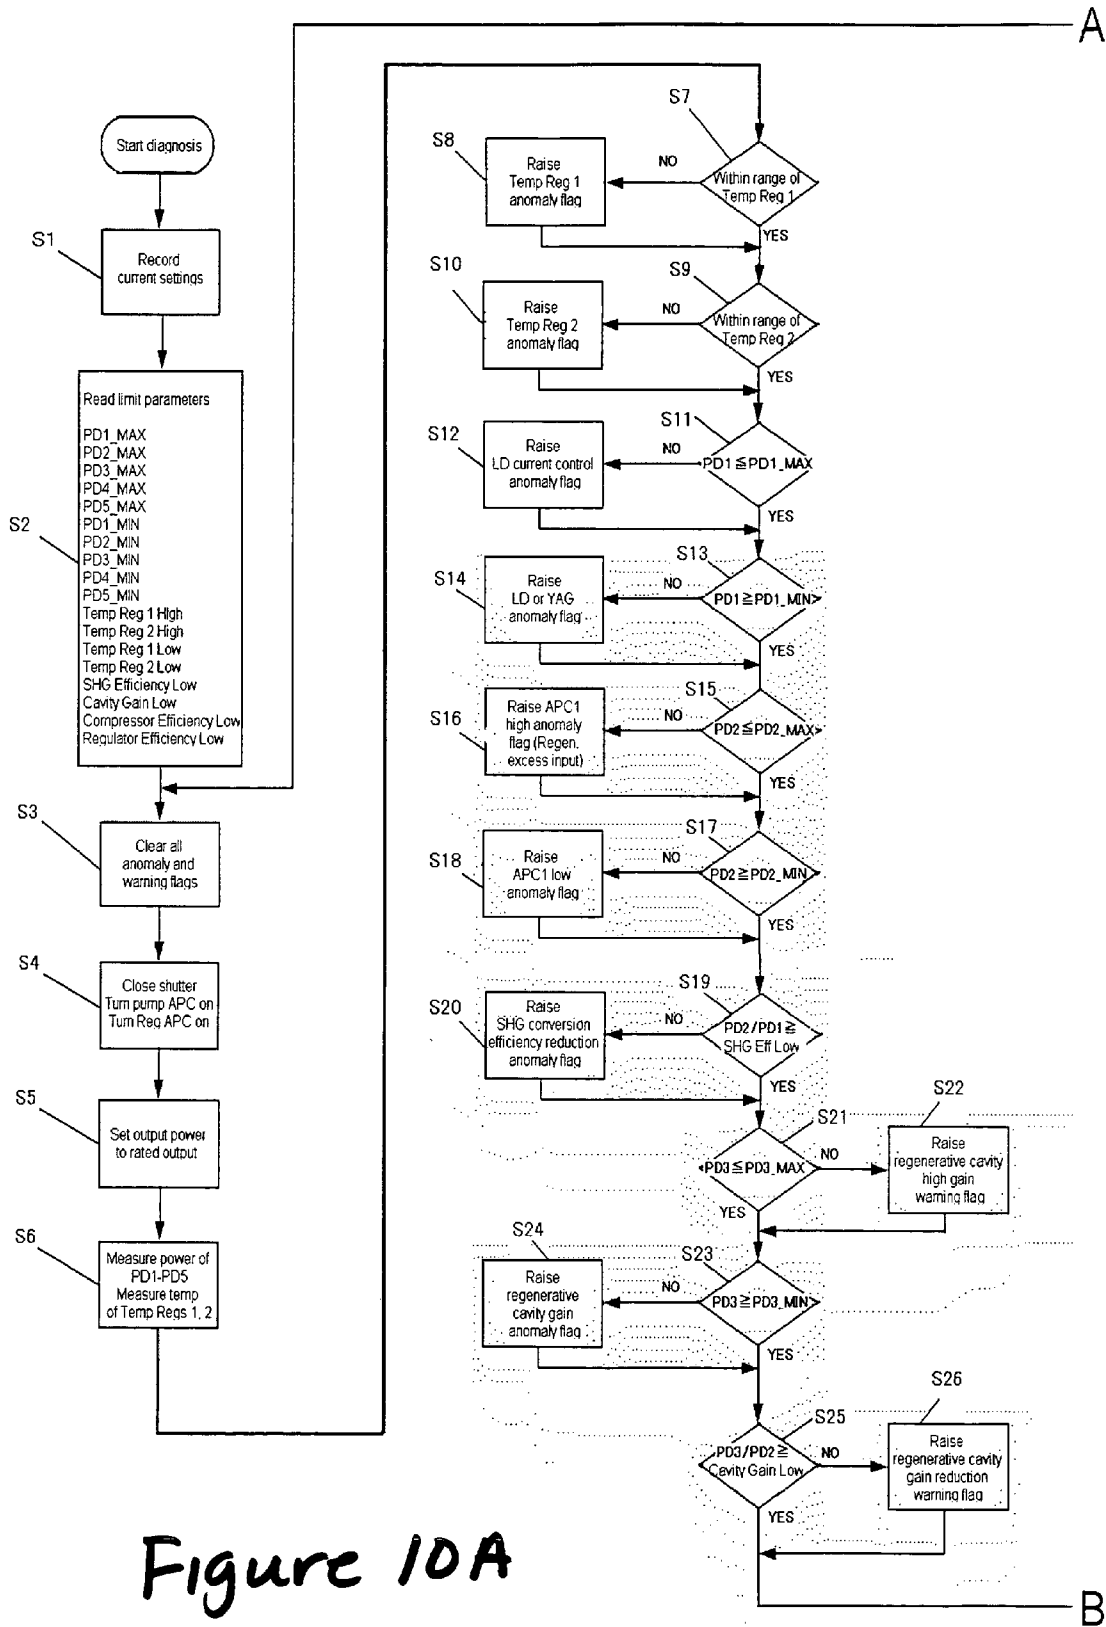 A
Start diagnosis
S1
Record
current settings
S2
Read limit parameters
PD1_MAX
PD2_MAX
PD3_MAX
PD4_MAX
PD5_MAX
PD1_MIN
PD2_MIN
PD3_MIN
PD4_MIN
PD5_MIN
Temp Reg 1 High
Temp Reg 2 High
Temp Reg 1 Low
Temp Reg 2 Low
SHG Efficiency Low
Cavity Gain Low
Compressor Efficiency Low
Regulator Efficiency Low
S3
Clear all
anomaly and
warning flags
S4
Close shutter
Turn pump APC on
Turn Reg APC on
S5
Set output power
to rated output
S6
Measure power of
PD1-PD5
Measure temp
of Temp Regs 1, 2
S7
Within range of
Temp Reg 1
NO
YES
S8
Raise
Temp Reg 1
anomaly flag
S9
Within range of
Temp Reg 2
NO
YES
S10
Raise
Temp Reg 2
anomaly flag
S11
PD1≦PD1_MAX
NO
YES
S12
Raise
LD current control
anomaly flag
S13
PD1≧PD1_MIN
NO
YES
S14
Raise
LD or YAG
anomaly flag
S15
PD2≦PD2_MAX
NO
YES
S16
Raise APC1
high anomaly
flag (Regen.
excess input)
S17
PD2≧PD2_MIN
NO
YES
S18
Raise
APC1 low
anomaly flag
S19
PD2/PD1≧
SHG Eff Low
NO
YES
S20
Raise
SHG conversion
efficiency reduction
anomaly flag
S21
PD3≦PD3_MAX
NO
YES
S22
Raise
regenerative cavity
high gain
warning flag
S23
PD3≧PD3_MIN
NO
YES
S24
Raise
regenerative
cavity gain
anomaly flag
S25
PD3/PD2≧
Cavity Gain Low
NO
YES
S26
Raise
regenerative cavity
gain reduction
warning flag
B
Figure 10A